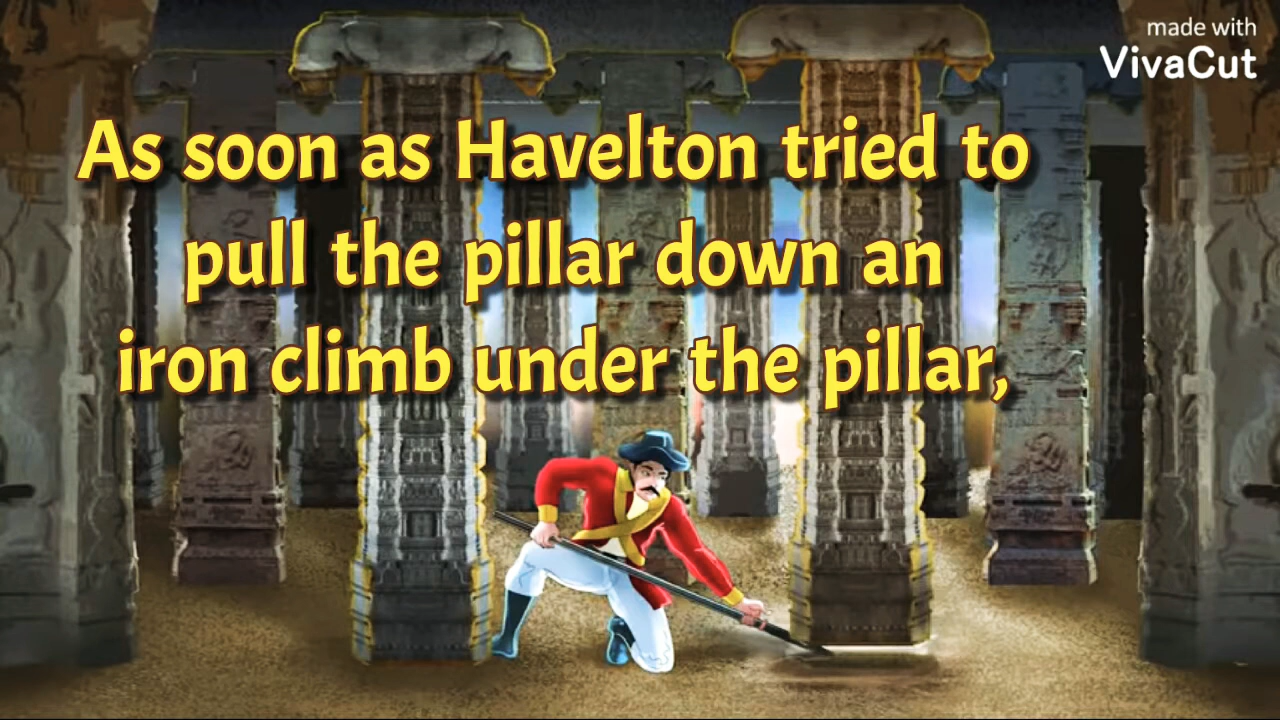 made with
VivaCut
As soon as Havelton tried to
pull the pillar down an
iron climb under the pillar,